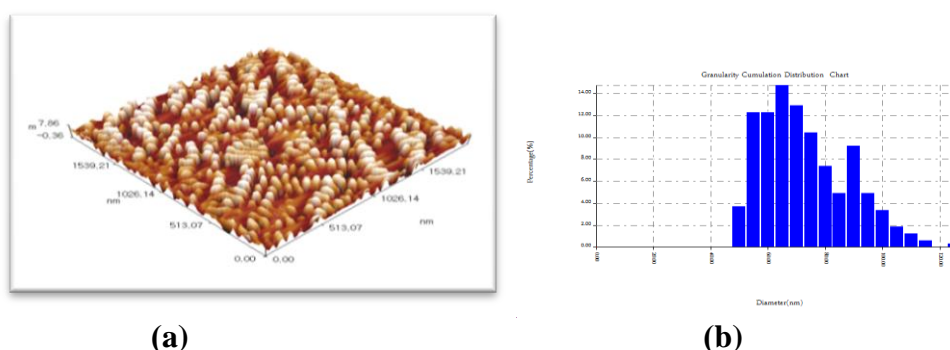 m 7.86
-0.36
1539.21
1026.14
nm
513.07
0.00
0.00
513.07
1026.14
nm
1539.21
(a)
Granularity Cumulation Distribution Chart
Percentage[%]
14.00
12.00
10.00
8.00
6.00
4.00
2.00
0.00
Diameter(nm)
(b)